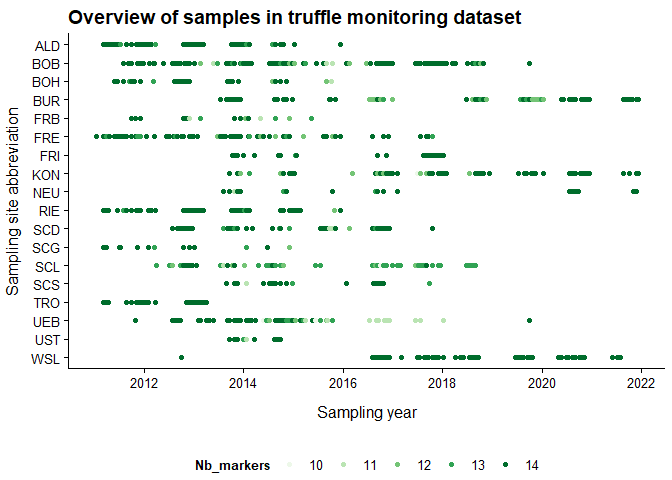 Overview of samples in truffle monitoring dataset
Sampling site abbreviation
ALD
BOB
BOH
BUR
FRB
FRE
FRI
KON
NEU
RIE
SCD
SCG
SCL
SCS
TRO
UEB
UST
WSL
2012 2014 2016 2018 2020 2022
Sampling year
Nb_markers 10 11 12 13 14